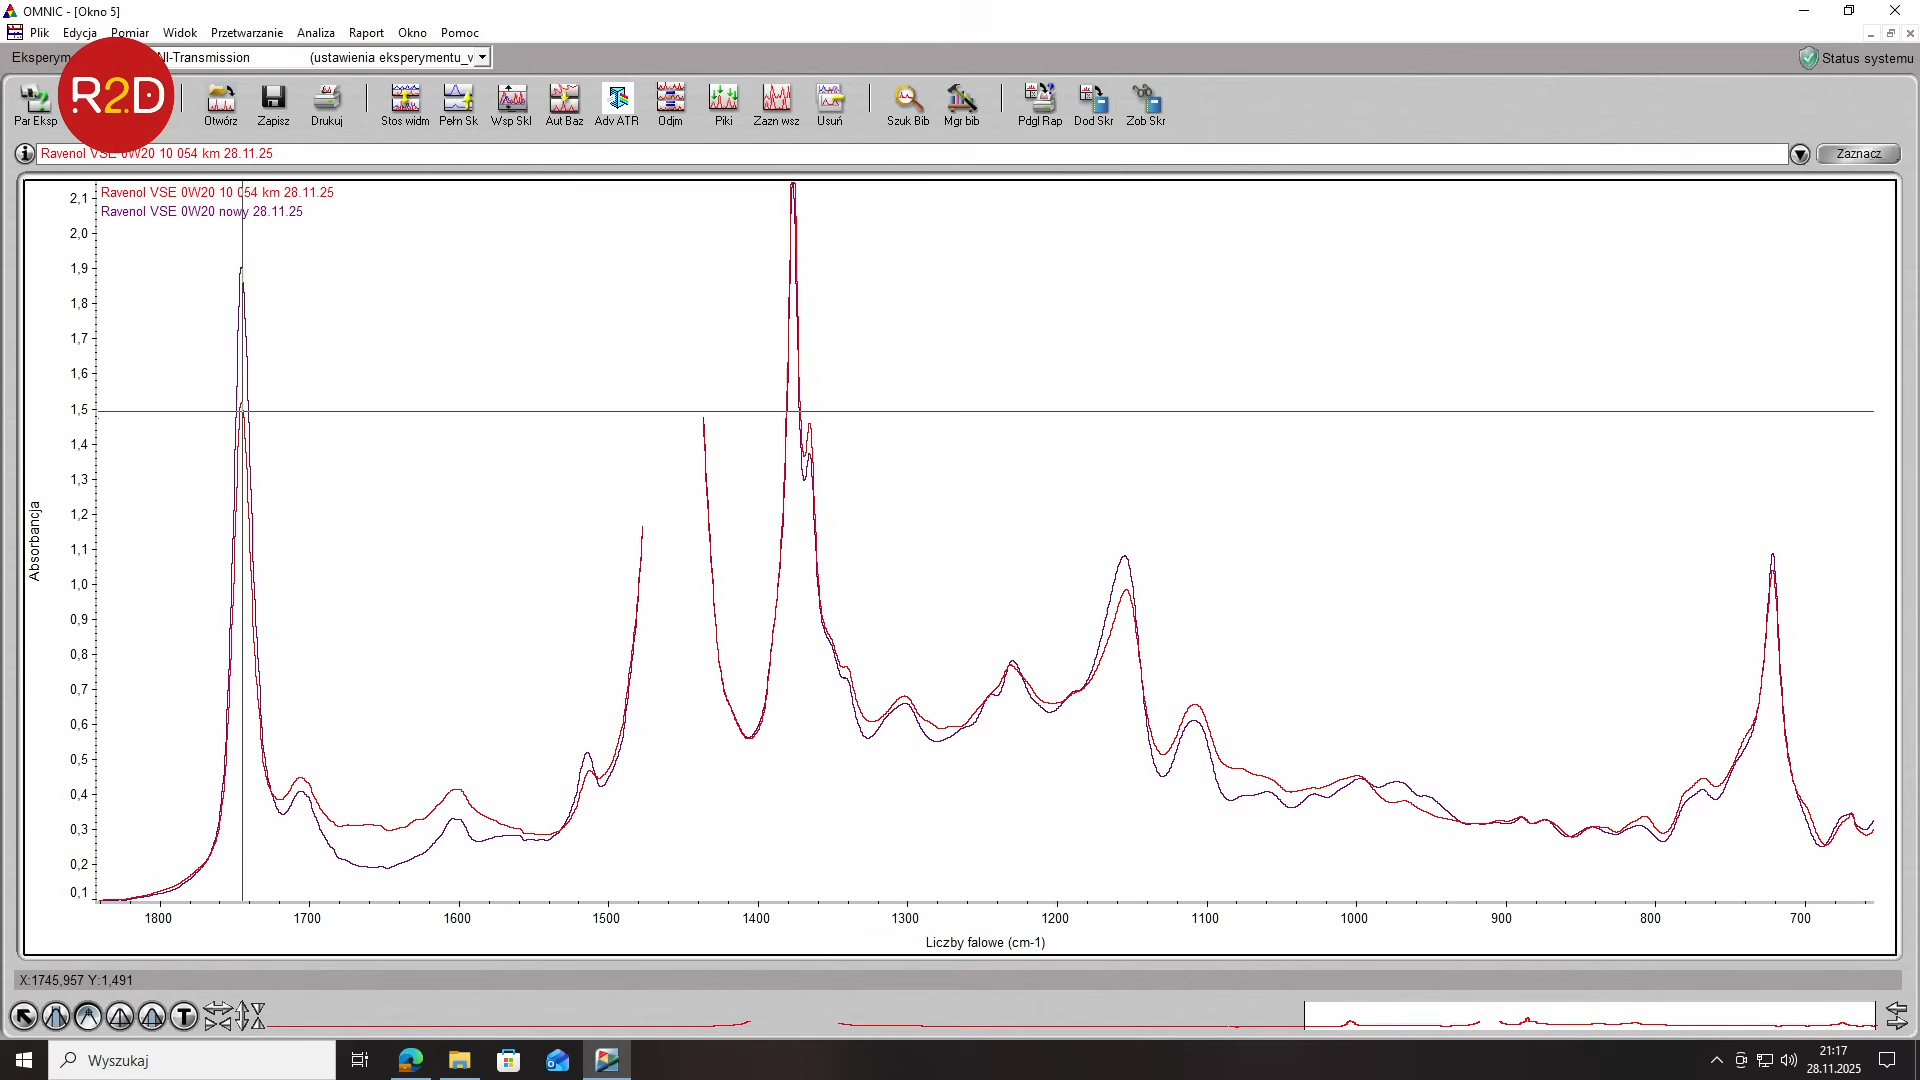 OMNIC - [Okno 5]
Plik Edycja Pomiar Widok Przetwarzanie Analiza Raport Okno Pomoc
Eksperym NI-Transmission (ustawienia eksperymentu_v
Status systemu
R2D
Par Eksp Otwórz Zapisz Drukuj Stos widm Pełn Sk Wsp Skl Aut Baz Adv ATR Odjm Piki Zazn wsz Usuń Szuk Bib Mgr bib Pdgl Rap Dod Skr Zob Skr
Ravenol VSE 0W20 10 054 km 28.11.25
Zaznacz
Ravenol VSE 0W20 10 054 km 28.11.25
Ravenol VSE 0W20 nowy 28.11.25
2,1
2,0
1,9
1,8
1,7
1,6
1,5
1,4
1,3
1,2
1,1
1,0
0,9
0,8
0,7
0,6
0,5
0,4
0,3
0,2
0,1
Absorbancja
1800 1700 1600 1500 1400 1300 1200 1100 1000 900 800 700
Liczby falowe (cm-1)
X:1745,957 Y:1,491
T
Wyszukaj
21:17
28.11.2025